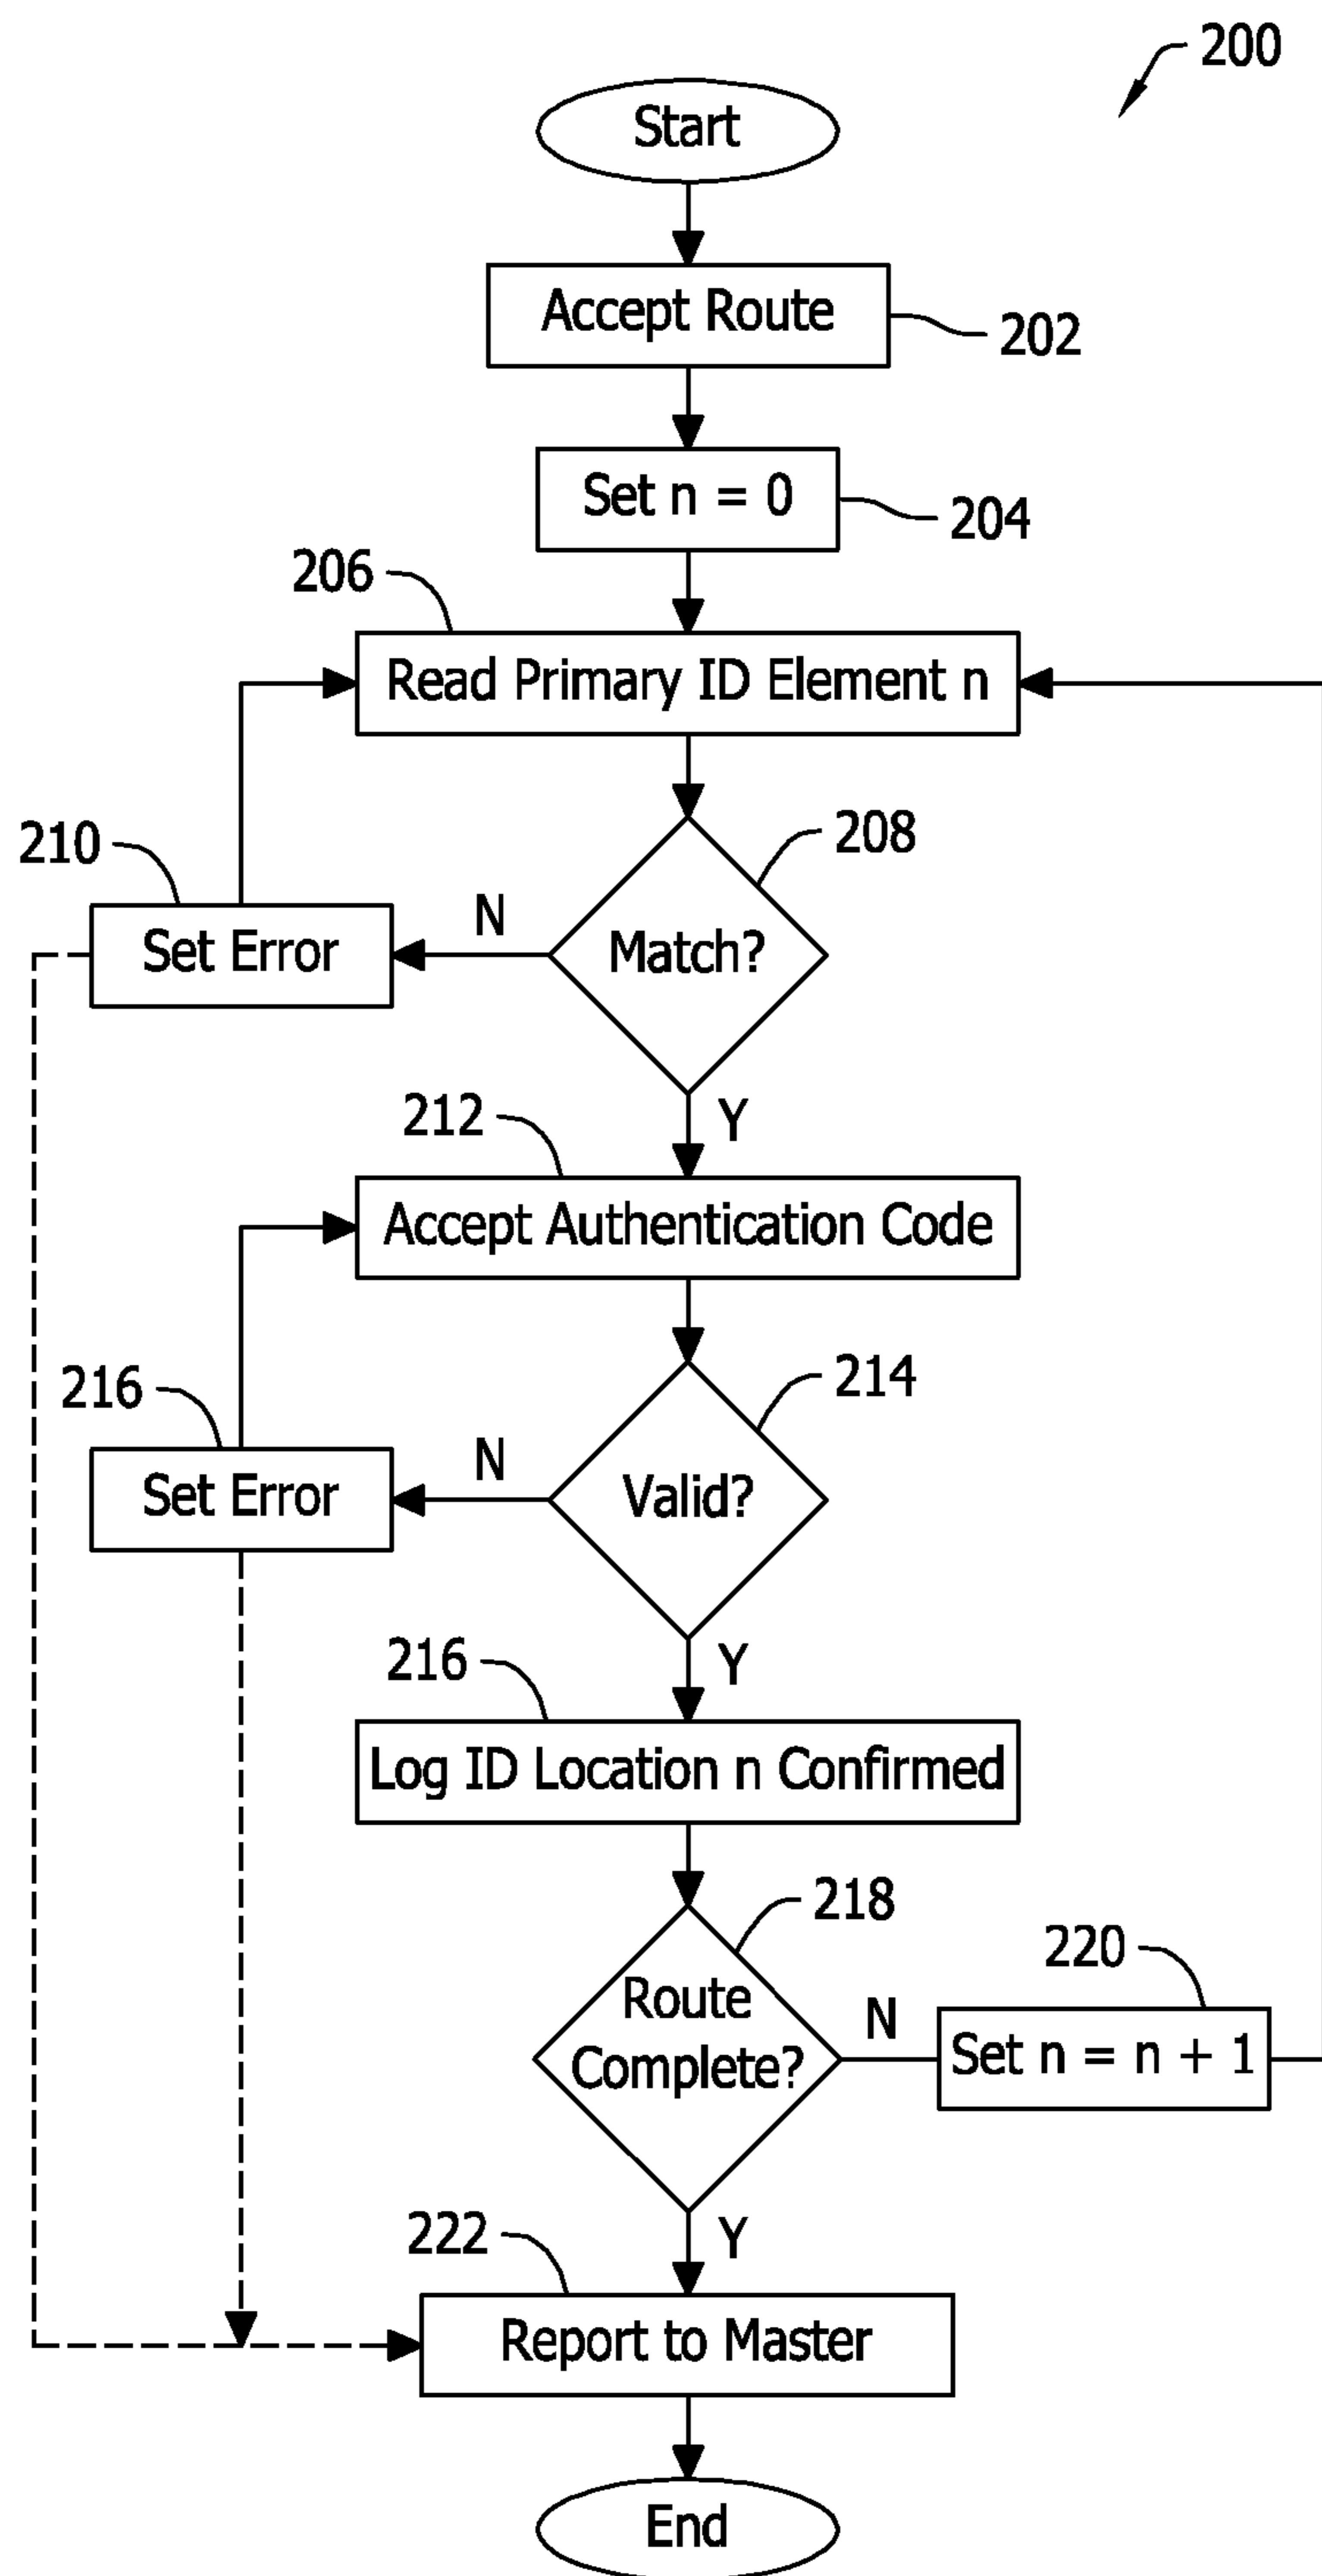 200
Start
Accept Route
202
Set n = 0
204
206
Read Primary ID Element n
208
210
Set Error
N
Match?
Y
212
Accept Authentication Code
214
216
Set Error
N
Valid?
Y
216
Log ID Location n Confirmed
218
220
Route
Complete?
N
Set n = n + 1
Y
222
Report to Master
End